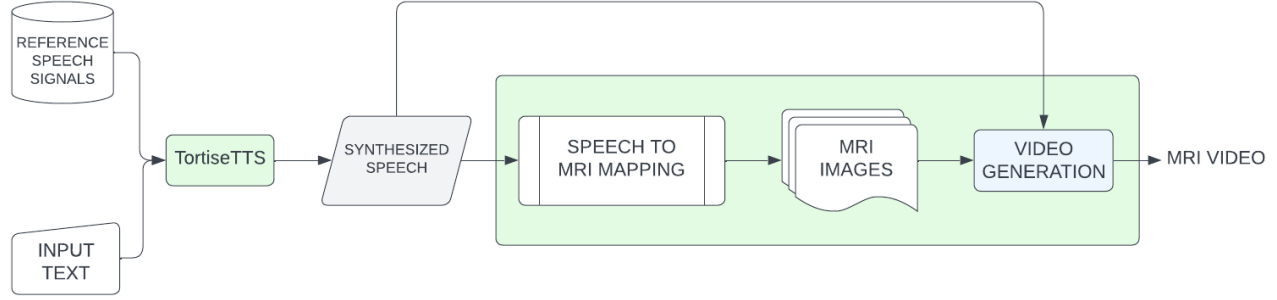 REFERENCE
SPEECH
SIGNALS
INPUT
TEXT
TortiseTTS
SYNTHESIZED
SPEECH
SPEECH TO
MRI MAPPING
MRI
IMAGES
VIDEO
GENERATION
MRI VIDEO